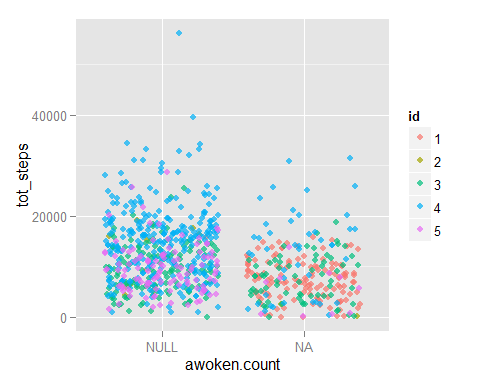 tot_steps
40000
20000
0
NULL NA
awoken.count
id
1
2
3
4
5